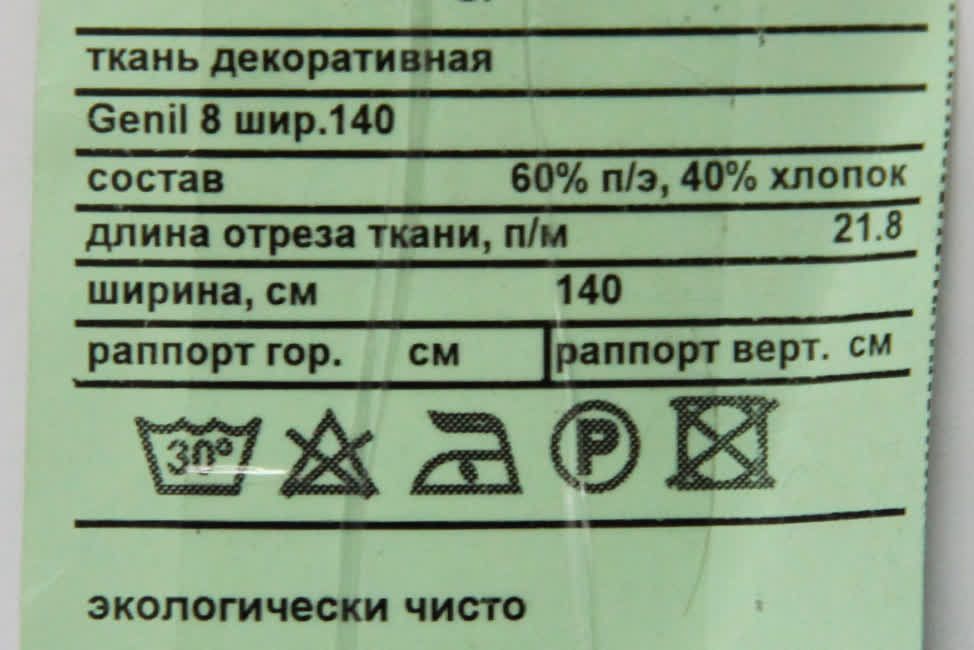 ткань декоративная
Genil 8 шир.140
состав 60% п/э, 40% хлопок
длина отреза ткани, п/м 21.8
ширина, см 140
раппорт гор. см раппорт верт. см
30° P
экологически чисто